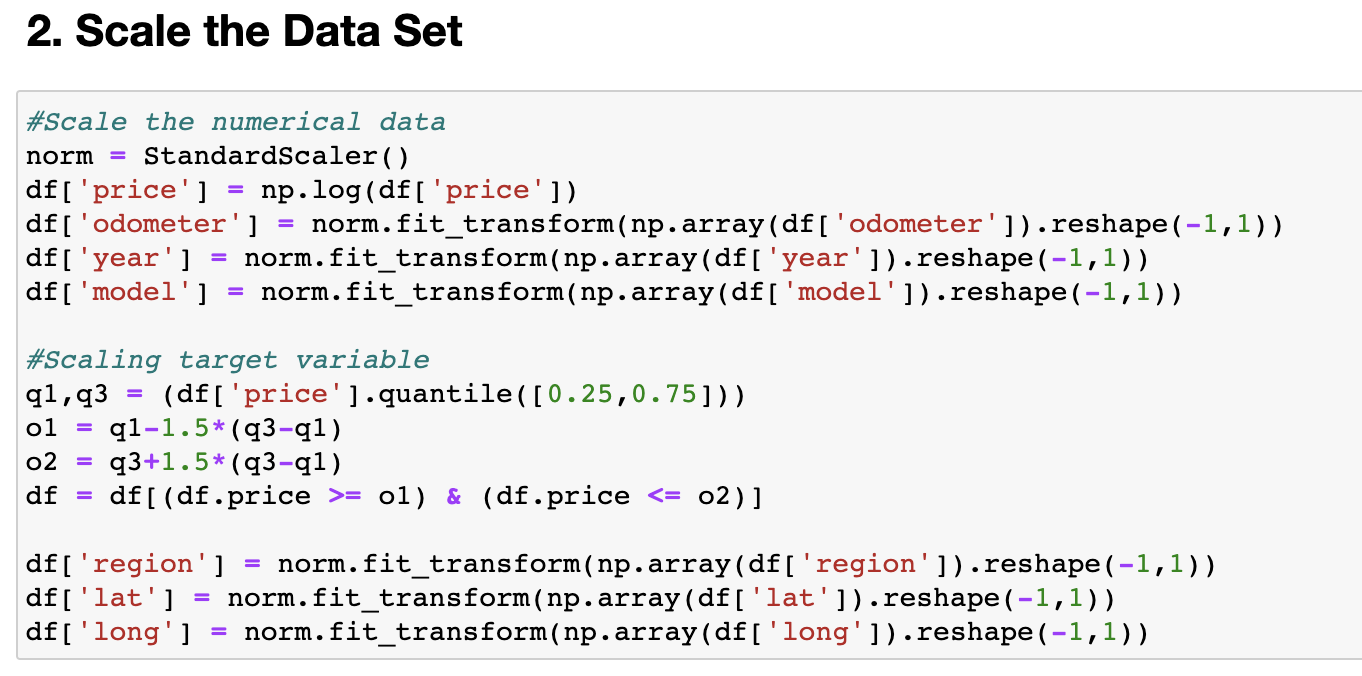 2. Scale the Data Set
#Scale the numerical data
norm = StandardScaler()
df['price'] = np.log(df['price'])
df['odometer'] = norm.fit_transform(np.array(df['odometer']).reshape(-1,1))
df['year'] = norm.fit_transform(np.array(df['year']).reshape(-1,1))
df['model'] = norm.fit_transform(np.array(df['model']).reshape(-1,1))
#Scaling target variable
q1,q3 = (df['price'].quantile([0.25,0.75]))
o1 = q1-1.5*(q3-q1)
o2 = q3+1.5*(q3-q1)
df = df[(df.price >= o1) & (df.price <= o2)]
df['region'] = norm.fit_transform(np.array(df['region']).reshape(-1,1))
df['lat'] = norm.fit_transform(np.array(df['lat']).reshape(-1,1))
df['long'] = norm.fit_transform(np.array(df['long']).reshape(-1,1))